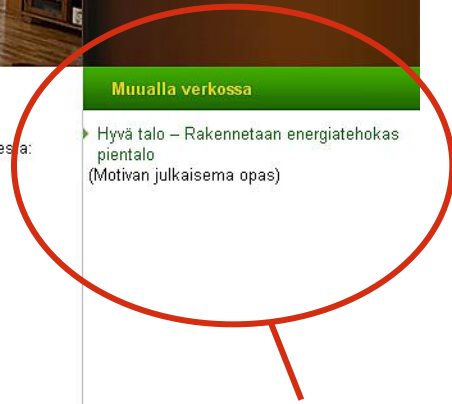 Muualla verkossa
Hyvä talo – Rakennetaan energiatehokas
pientalo
(Motivan julkaisema opas)